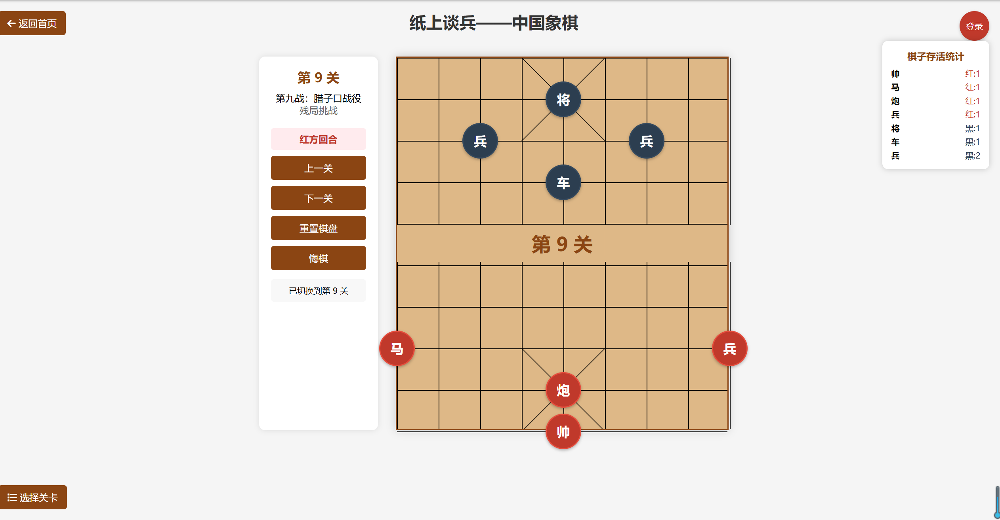 返回首页
纸上谈兵——中国象棋
登录
第 9 关
第九战：腊子口战役
残局挑战
红方回合
上一关
下一关
重置棋盘
悔棋
已切换到第 9 关
将
兵
兵
车
第 9 关
马
兵
炮
帅
棋子存活统计
帅 红:1
马 红:1
炮 红:1
兵 红:1
将 黑:1
车 黑:1
兵 黑:2
选择关卡